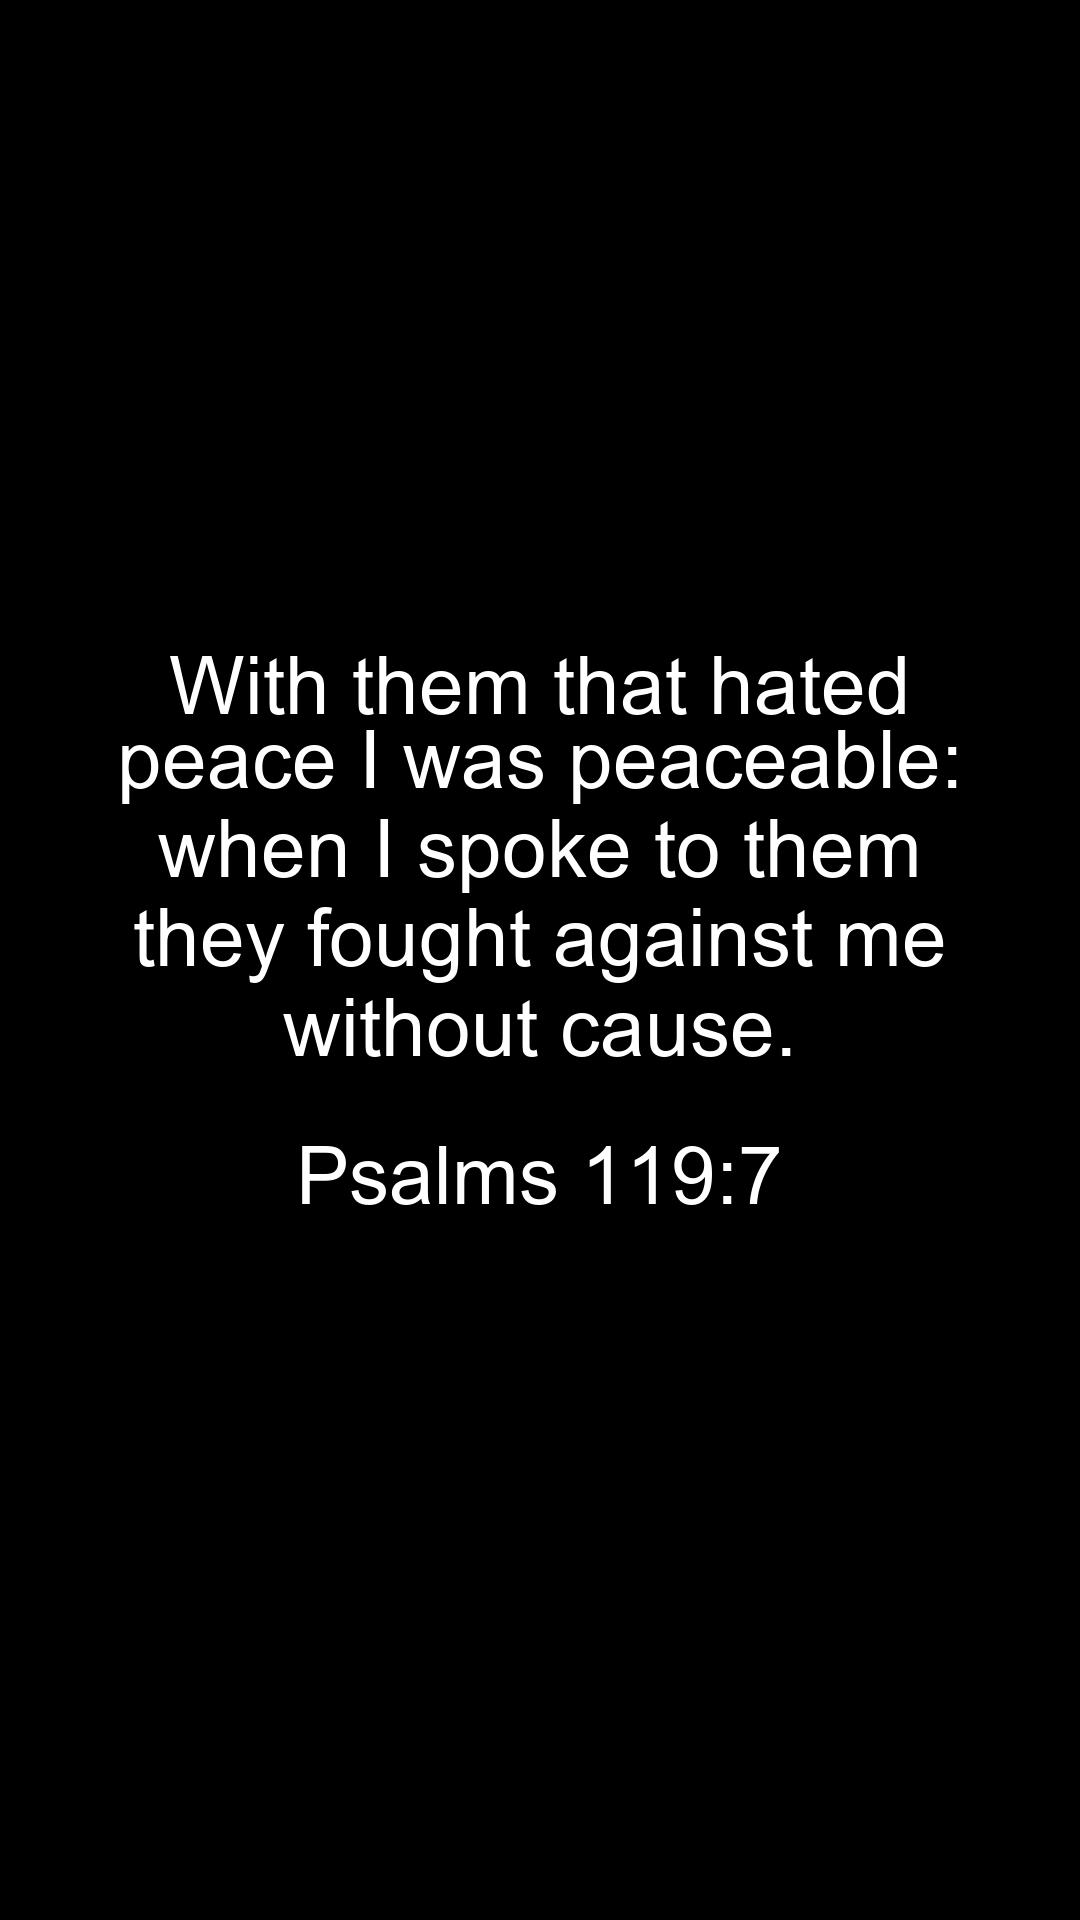 With them that hated
peace I was peaceable:
when I spoke to them
they fought against me
without cause.
Psalms 119:7